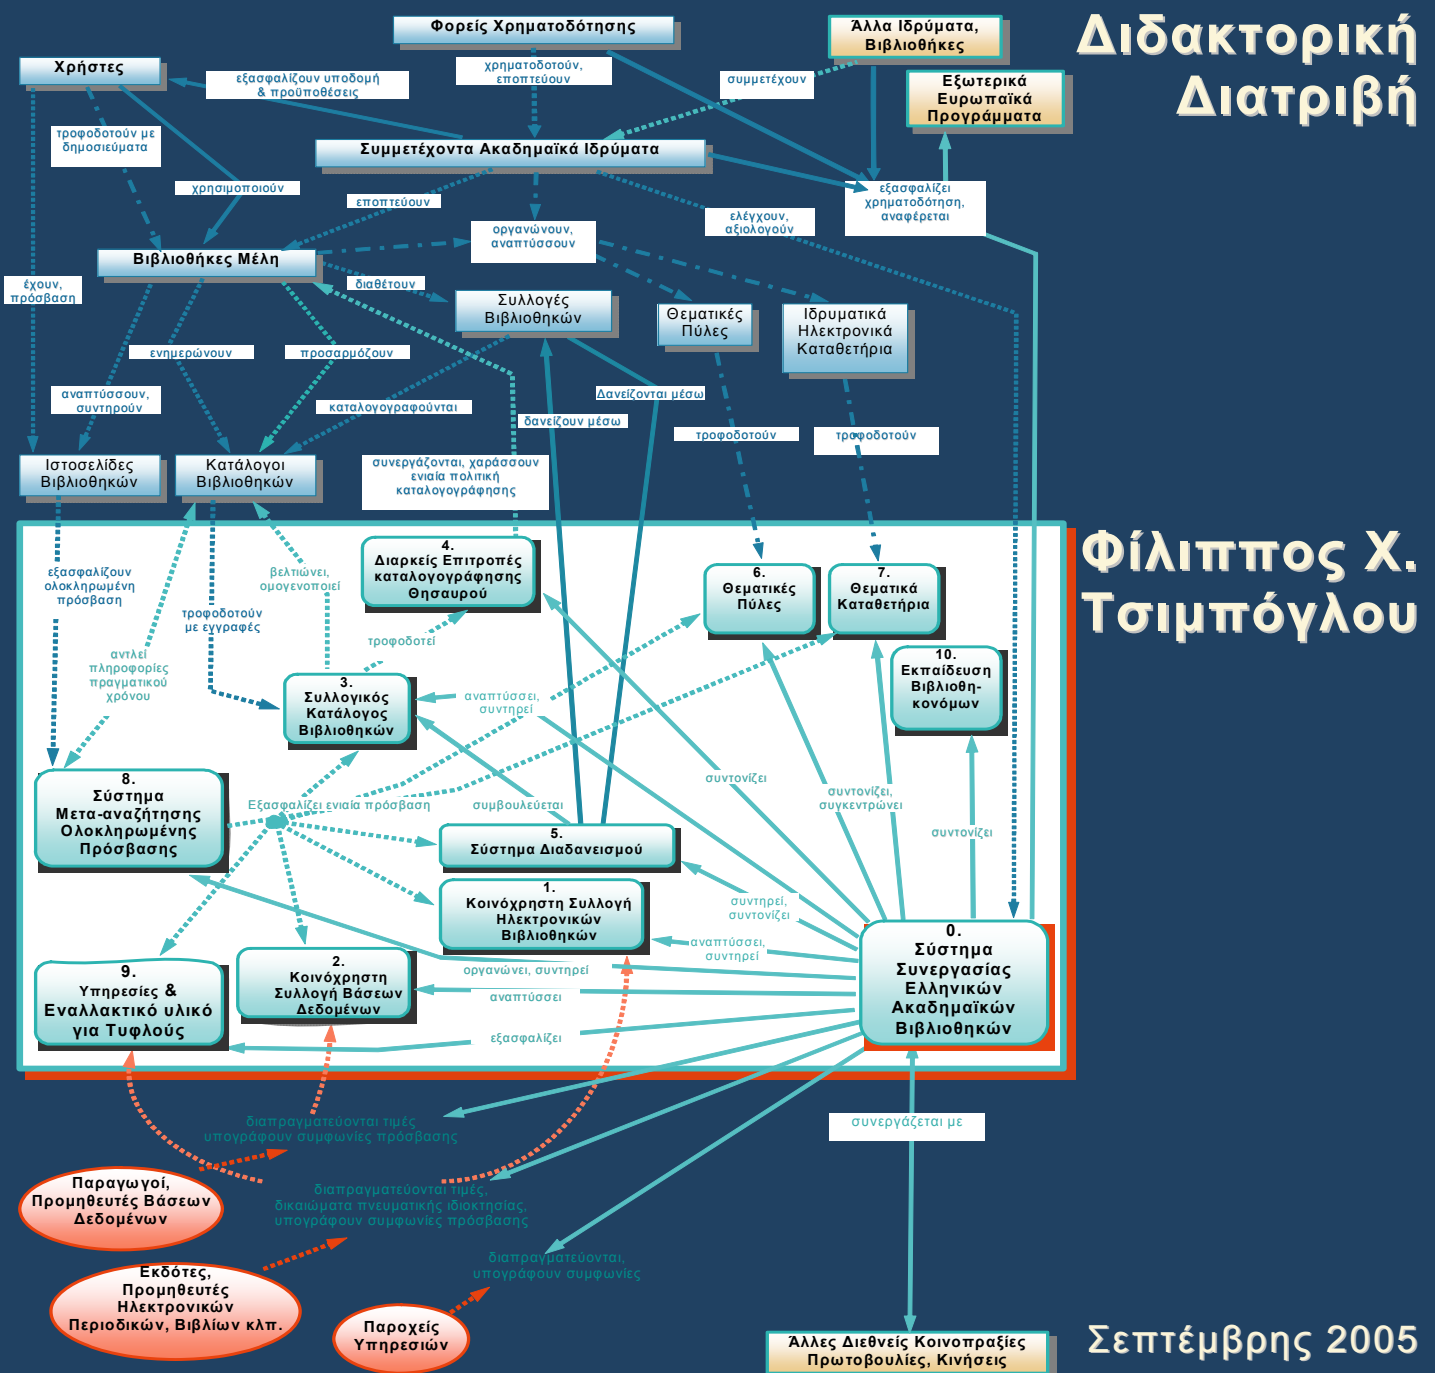 Διδακτορική
Διατριβή
Φορείς Χρηματοδότησης
Άλλα Ιδρύματα,
Βιβλιοθήκες
Χρήστες
εξασφαλίζουν υποδομή
& προϋποθέσεις
χρηματοδοτούν,
εποπτεύουν
συμμετέχουν
Εξωτερικά
Ευρωπαϊκά
Προγράμματα
τροφοδοτούν με
δημοσιεύματα
Συμμετέχοντα Ακαδημαϊκά Ιδρύματα
χρησιμοποιούν
εποπτεύουν
εξασφαλίζει
χρηματοδότηση,
αναφέρεται
οργανώνουν,
αναπτύσσουν
ελέγχουν,
αξιολογούν
Βιβλιοθήκες Μέλη
έχουν,
πρόσβαση
διαθέτουν
Συλλογές
Βιβλιοθηκών
Θεματικές
Πύλες
Ιδρυματικά
Ηλεκτρονικά
Καταθετήρια
ενημερώνουν
προσαρμόζουν
αναπτύσσουν,
συντηρούν
καταλογογραφούνται
Δανείζονται μέσω
δανείζουν μέσω
τροφοδοτούν
τροφοδοτούν
Ιστοσελίδες
Βιβλιοθηκών
Κατάλογοι
Βιβλιοθηκών
συνεργάζονται, χαράσσουν
ενιαία πολιτική
καταλογογράφησης
Φίλιππος Χ.
Τσιμπόγλου
4.
Διαρκείς Επιτροπές
καταλογογράφησης
Θησαυρού
6.
Θεματικές
Πύλες
7.
Θεματικά
Καταθετήρια
εξασφαλίζουν
ολοκληρωμένη
πρόσβαση
βελτιώνει,
ομογενοποιεί
τροφοδοτούν
με εγγραφές
τροφοδοτεί
αντλεί
πληροφορίες
πραγματικού
χρόνου
10.
Εκπαίδευση
Βιβλιοθη-
κονόμων
3.
Συλλογικός
Κατάλογος
Βιβλιοθηκών
αναπτύσσει,
συντηρεί
8.
Σύστημα
Μετα-αναζήτησης
Ολοκληρωμένης
Πρόσβασης
Εξασφαλίζει ενιαία πρόσβαση
συμβουλεύεται
συντονίζει
συντονίζει,
συγκεντρώνει
συντονίζει
5.
Σύστημα Διαδανεισμού
1.
Κοινόχρηστη Συλλογή
Ηλεκτρονικών
Βιβλιοθηκών
συντηρεί,
συντονίζει
αναπτύσσει,
συντηρεί
0.
Σύστημα
Συνεργασίας
Ελληνικών
Ακαδημαϊκών
Βιβλιοθηκών
9.
Υπηρεσίες &
Εναλλακτικό υλικό
για Τυφλούς
2.
Κοινόχρηστη
Συλλογή Βάσεων
Δεδομένων
οργανώνει, συντηρεί
αναπτύσσει
εξασφαλίζει
διαπραγματεύονται τιμές
υπογράφουν συμφωνίες πρόσβασης
συνεργάζεται με
Παραγωγοί,
Προμηθευτές Βάσεων
Δεδομένων
διαπραγματεύονται τιμές,
δικαιώματα πνευματικής ιδιοκτησίας,
υπογράφουν συμφωνίες πρόσβασης
διαπραγματεύονται,
υπογράφουν συμφωνίες
Εκδότες,
Προμηθευτές
Ηλεκτρονικών
Περιοδικών, Βιβλίων κλπ.
Παροχείς
Υπηρεσιών
Άλλες Διεθνείς Κοινοπραξίες
Πρωτοβουλίες, Κινήσεις
Σεπτέμβρης 2005